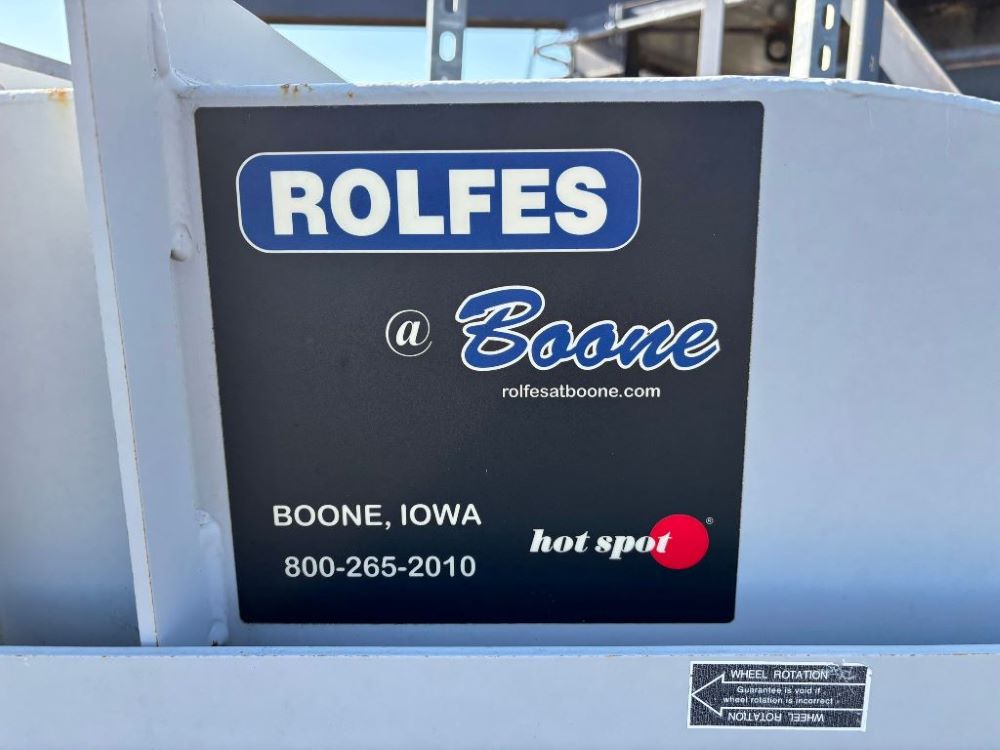 ROLFES
@ Boone
rolfesatboone.com
BOONE, IOWA
800-265-2010
hot spot®
WHEEL ROTATION
Guarantee is void if
wheel rotation is incorrect
WHEEL ROTATION